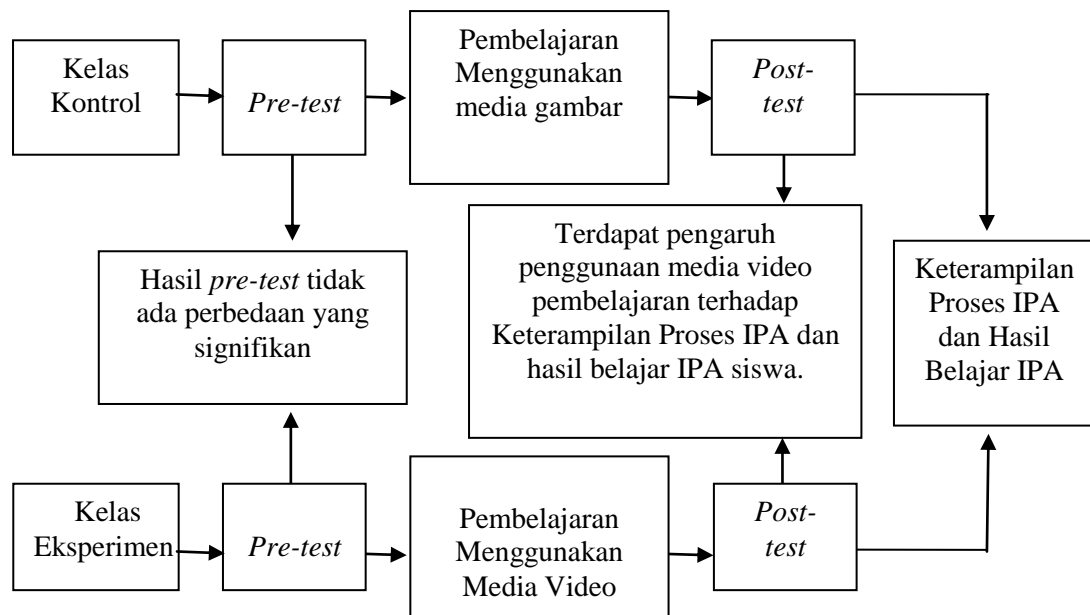 Kelas
Kontrol
Pre-test
Pembelajaran
Menggunakan
media gambar
Post-
test
Hasil pre-test tidak
ada perbedaan yang
signifikan
Terdapat pengaruh
penggunaan media video
pembelajaran terhadap
Keterampilan Proses IPA dan
hasil belajar IPA siswa.
Keterampilan
Proses IPA
dan Hasil
Belajar IPA
Kelas
Eksperimen
Pre-test
Pembelajaran
Menggunakan
Media Video
Post-
test